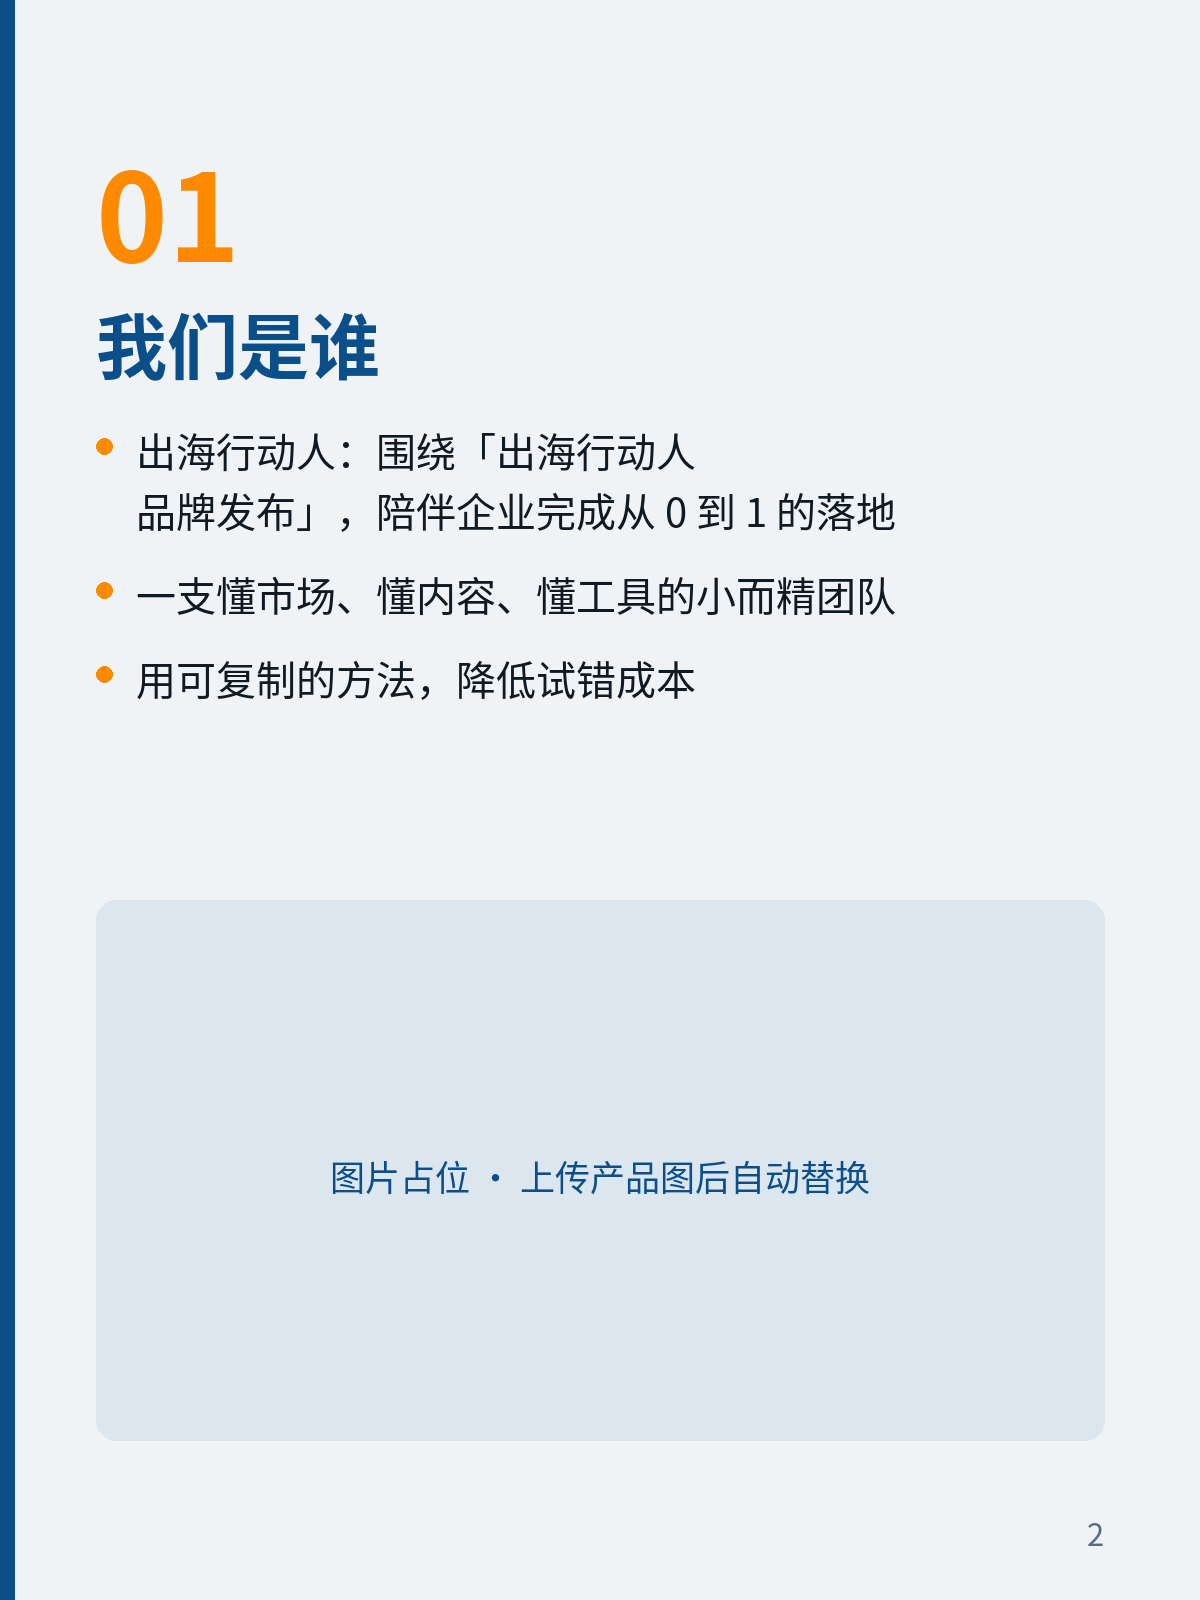 01
我们是谁
出海行动人：围绕「出海行动人
品牌发布」，陪伴企业完成从 0 到 1 的落地
一支懂市场、懂内容、懂工具的小而精团队
用可复制的方法，降低试错成本
图片占位 · 上传产品图后自动替换
2